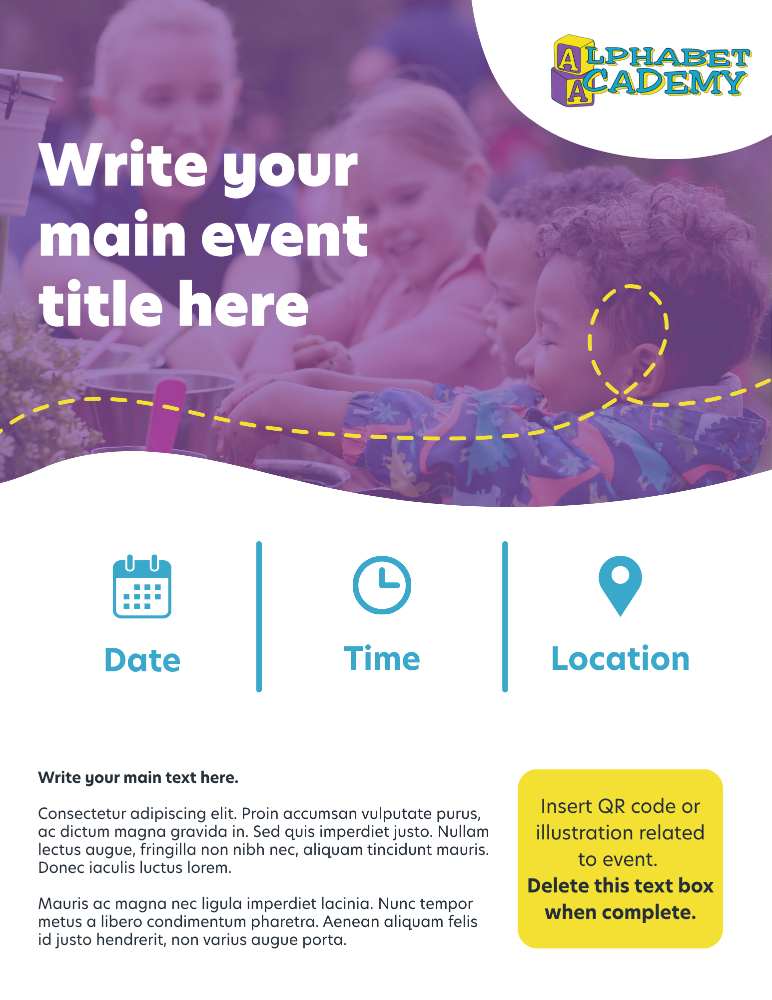 ALPHABET
ACADEMY
Write your
main event
title here
Date
Time
Location
Write your main text here.
Consectetur adipiscing elit. Proin accumsan vulputate purus,
ac dictum magna gravida in. Sed quis imperdiet justo. Nullam
lectus augue, fringilla non nibh nec, aliquam tincidunt mauris.
Donec iaculis luctus lorem.
Mauris ac magna nec ligula imperdiet lacinia. Nunc tempor
metus a libero condimentum pharetra. Aenean aliquam felis
id justo hendrerit, non varius augue porta.
Insert QR code or
illustration related
to event.
Delete this text box
when complete.